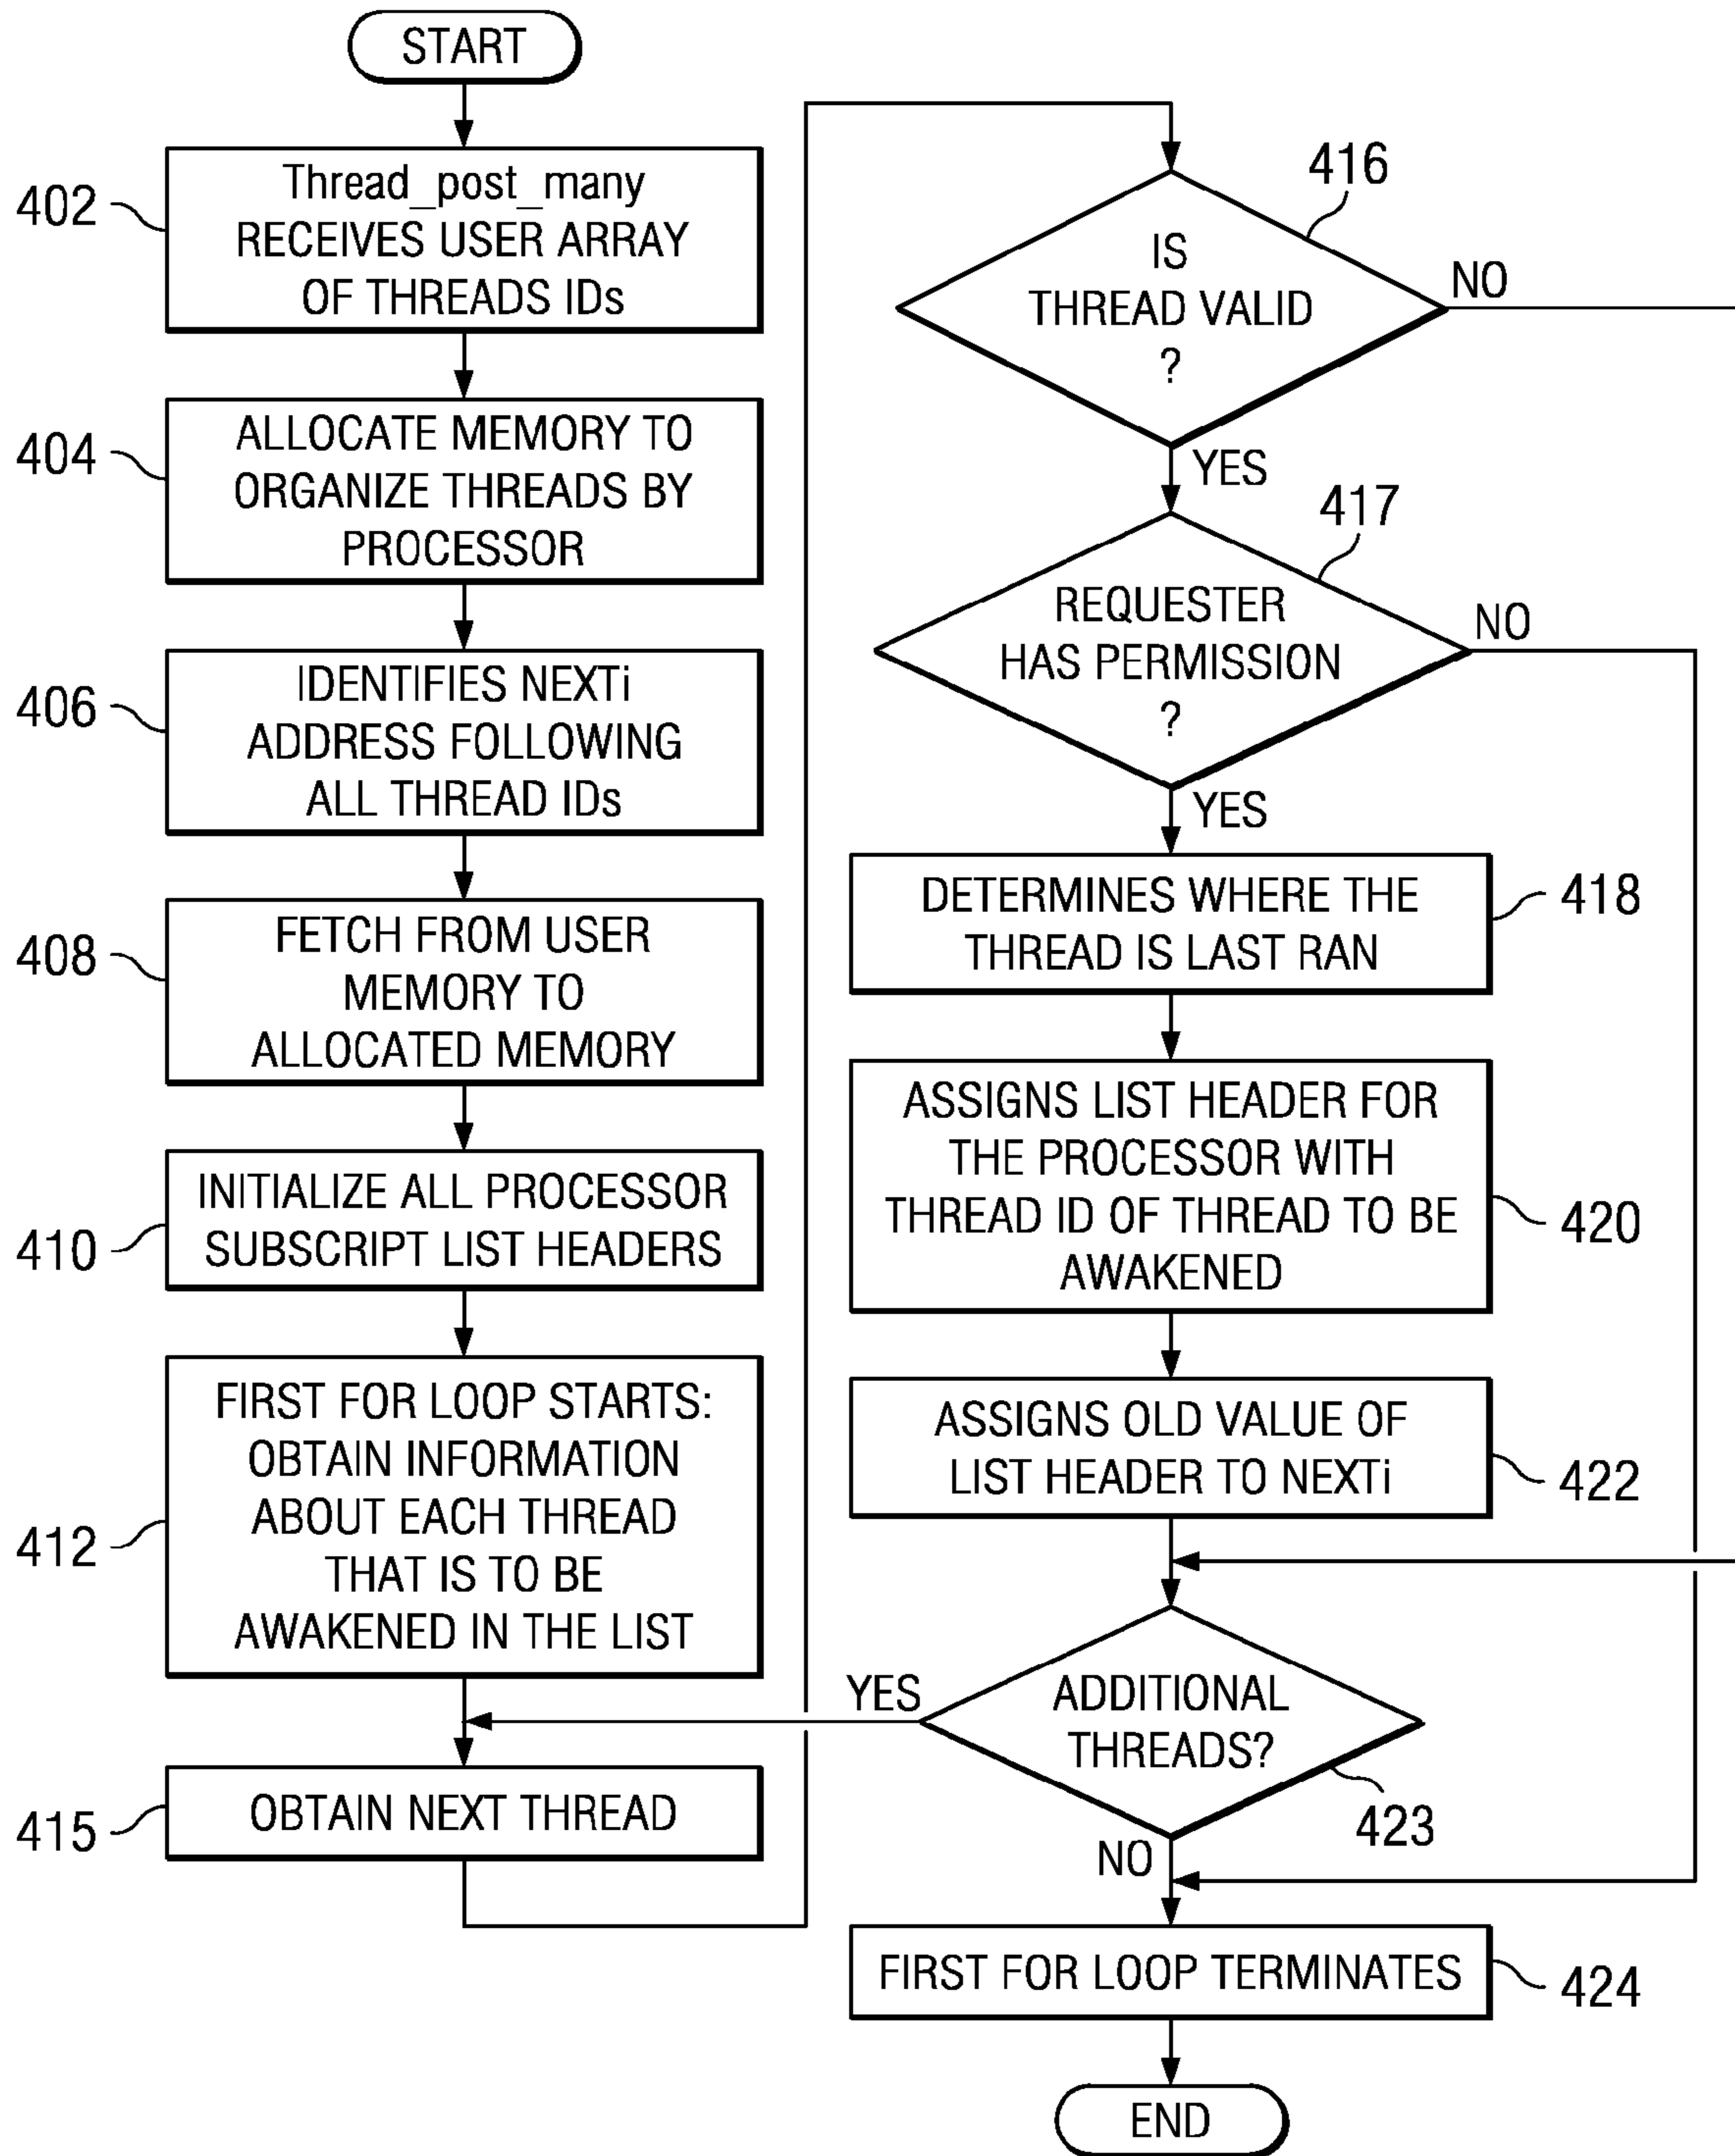 START
402
Thread_post_many
RECEIVES USER ARRAY
OF THREADS IDs
404
ALLOCATE MEMORY TO
ORGANIZE THREADS BY
PROCESSOR
406
IDENTIFIES NEXTi
ADDRESS FOLLOWING
ALL THREAD IDs
408
FETCH FROM USER
MEMORY TO
ALLOCATED MEMORY
410
INITIALIZE ALL PROCESSOR
SUBSCRIPT LIST HEADERS
412
FIRST FOR LOOP STARTS:
OBTAIN INFORMATION
ABOUT EACH THREAD
THAT IS TO BE
AWAKENED IN THE LIST
415
OBTAIN NEXT THREAD
416
IS
THREAD VALID
?
NO
YES
417
REQUESTER
HAS PERMISSION
?
NO
YES
DETERMINES WHERE THE
THREAD IS LAST RAN
418
ASSIGNS LIST HEADER FOR
THE PROCESSOR WITH
THREAD ID OF THREAD TO BE
AWAKENED
420
ASSIGNS OLD VALUE OF
LIST HEADER TO NEXTi
422
YES
ADDITIONAL
THREADS?
423
NO
FIRST FOR LOOP TERMINATES
424
END